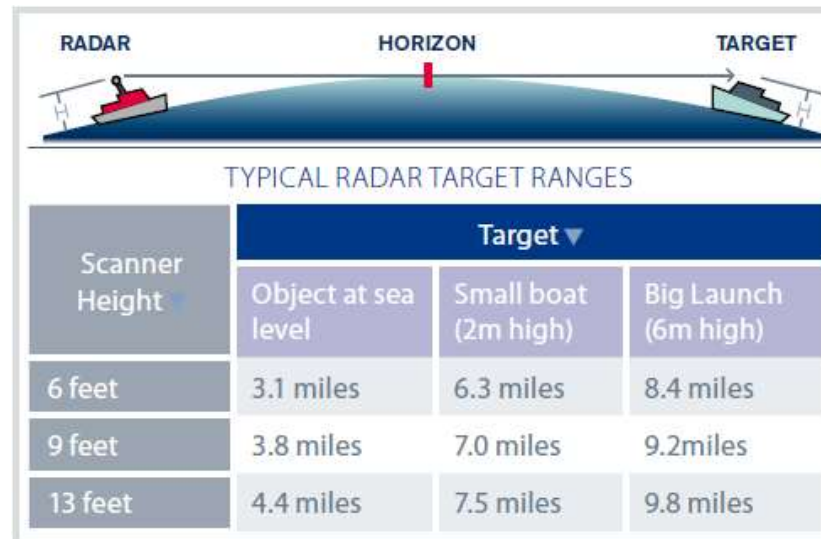 RADAR HORIZON TARGET
H H
TYPICAL RADAR TARGET RANGES
Scanner
Height
Target
Object at sea
level
Small boat
(2m high)
Big Launch
(6m high)
6 feet 3.1 miles 6.3 miles 8.4 miles
9 feet 3.8 miles 7.0 miles 9.2miles
13 feet 4.4 miles 7.5 miles 9.8 miles